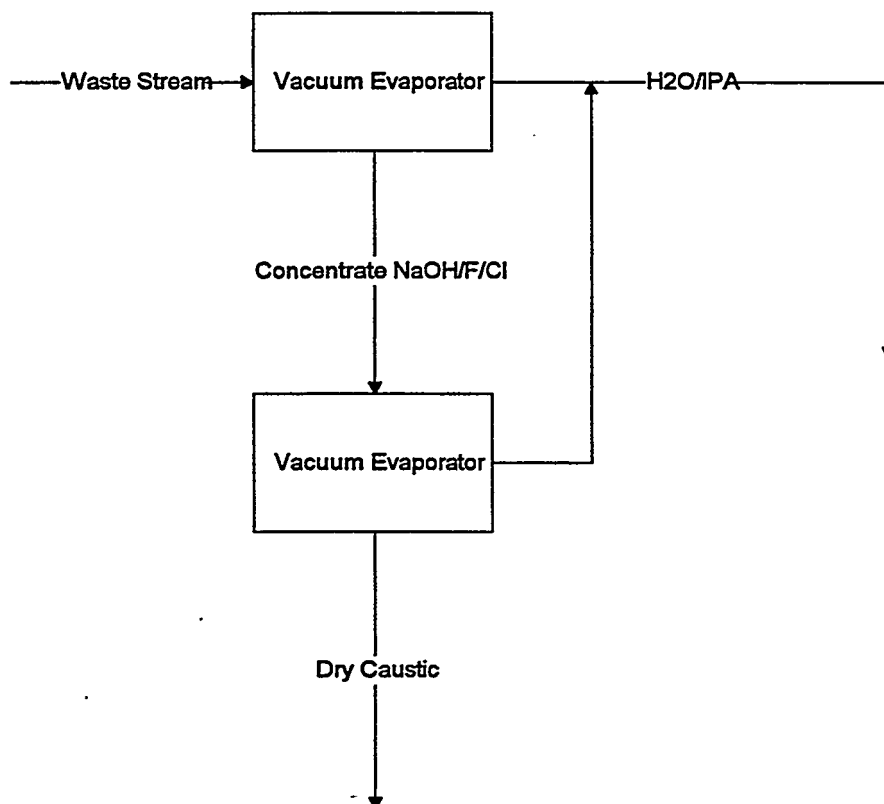 Waste Stream
Vacuum Evaporator
H2O/IPA
Concentrate NaOH/F/Cl
Vacuum Evaporator
Dry Caustic